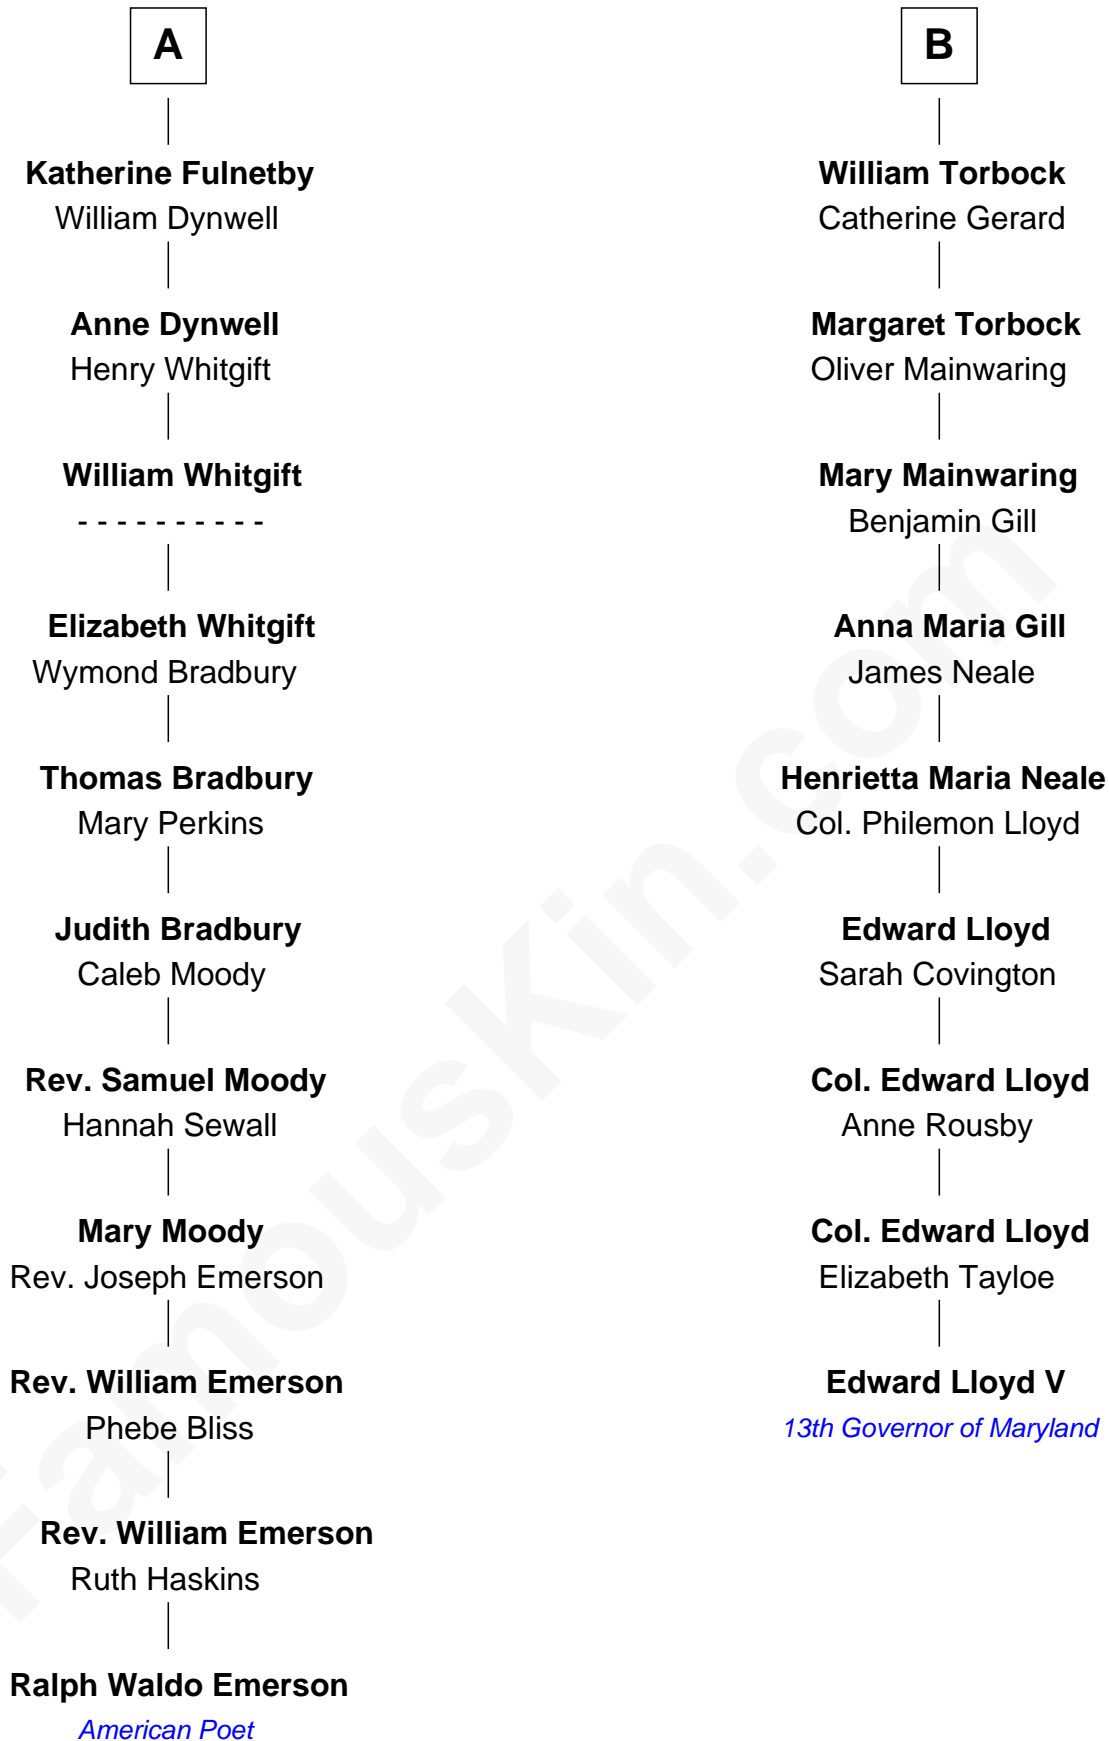 A
Katherine Fulnetby
William Dynwell
Anne Dynwell
Henry Whitgift
William Whitgift
- - - - - - - - - -
Elizabeth Whitgift
Wymond Bradbury
Thomas Bradbury
Mary Perkins
Judith Bradbury
Caleb Moody
Rev. Samuel Moody
Hannah Sewall
Mary Moody
Rev. Joseph Emerson
Rev. William Emerson
Phebe Bliss
Rev. William Emerson
Ruth Haskins
Ralph Waldo Emerson
American Poet
B
William Torbock
Catherine Gerard
Margaret Torbock
Oliver Mainwaring
Mary Mainwaring
Benjamin Gill
Anna Maria Gill
James Neale
Henrietta Maria Neale
Col. Philemon Lloyd
Edward Lloyd
Sarah Covington
Col. Edward Lloyd
Anne Rousby
Col. Edward Lloyd
Elizabeth Tayloe
Edward Lloyd V
13th Governor of Maryland
FamousKin.com